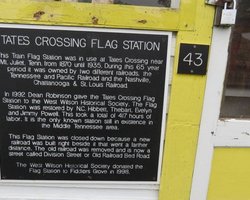 TATES CROSSING FLAG STATION
This Train Flag Station was in use at Tates Crossing near
Mt. Juliet, Tenn. from 1870 until 1935. During this 65 year
period it was owned by two different railroads, the
Tennessee and Pacific Railroad and the Nashville,
Chattanooga & St. Louis Railroad.
In 1992 Dean Robinson gave the Tates Crossing Flag
Station to the West Wilson Historical Society. The Flag
Station was restored by N.C. Hibbett, Thebert, Evelyn
and Jimmy Powell. This took a total of 417 hours of
labor. It is the only known station still in existence in
the Middle Tennessee area.
This Flag Station was closed down because a new
railroad was built right beside it that went a farther
distance. The old railroad was removed and is now a
street called Division Street or Old Railroad Bed Road.
The West Wilson Historical Society donated the
Flag Station to Fiddlers Grove in 1998.
43